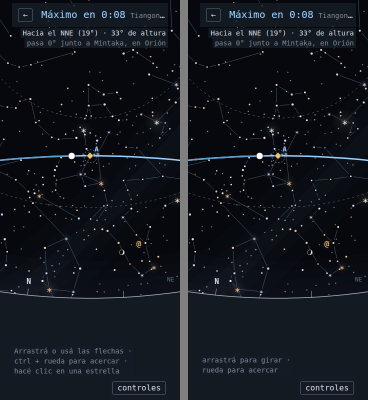 ← Máximo en 0:08 Tiangon…
Hacia el NNE (19°) · 33° de altura
pasa 0° junto a Mintaka, en Orión
A
@
N
NE
Arrastrá o usá las flechas ·
ctrl + rueda para acercar ·
hacé clic en una estrella
controles
← Máximo en 0:08 Tiangon…
Hacia el NNE (19°) · 33° de altura
pasa 0° junto a Mintaka, en Orión
A
@
N
NE
arrastrá para girar ·
rueda para acercar
controles